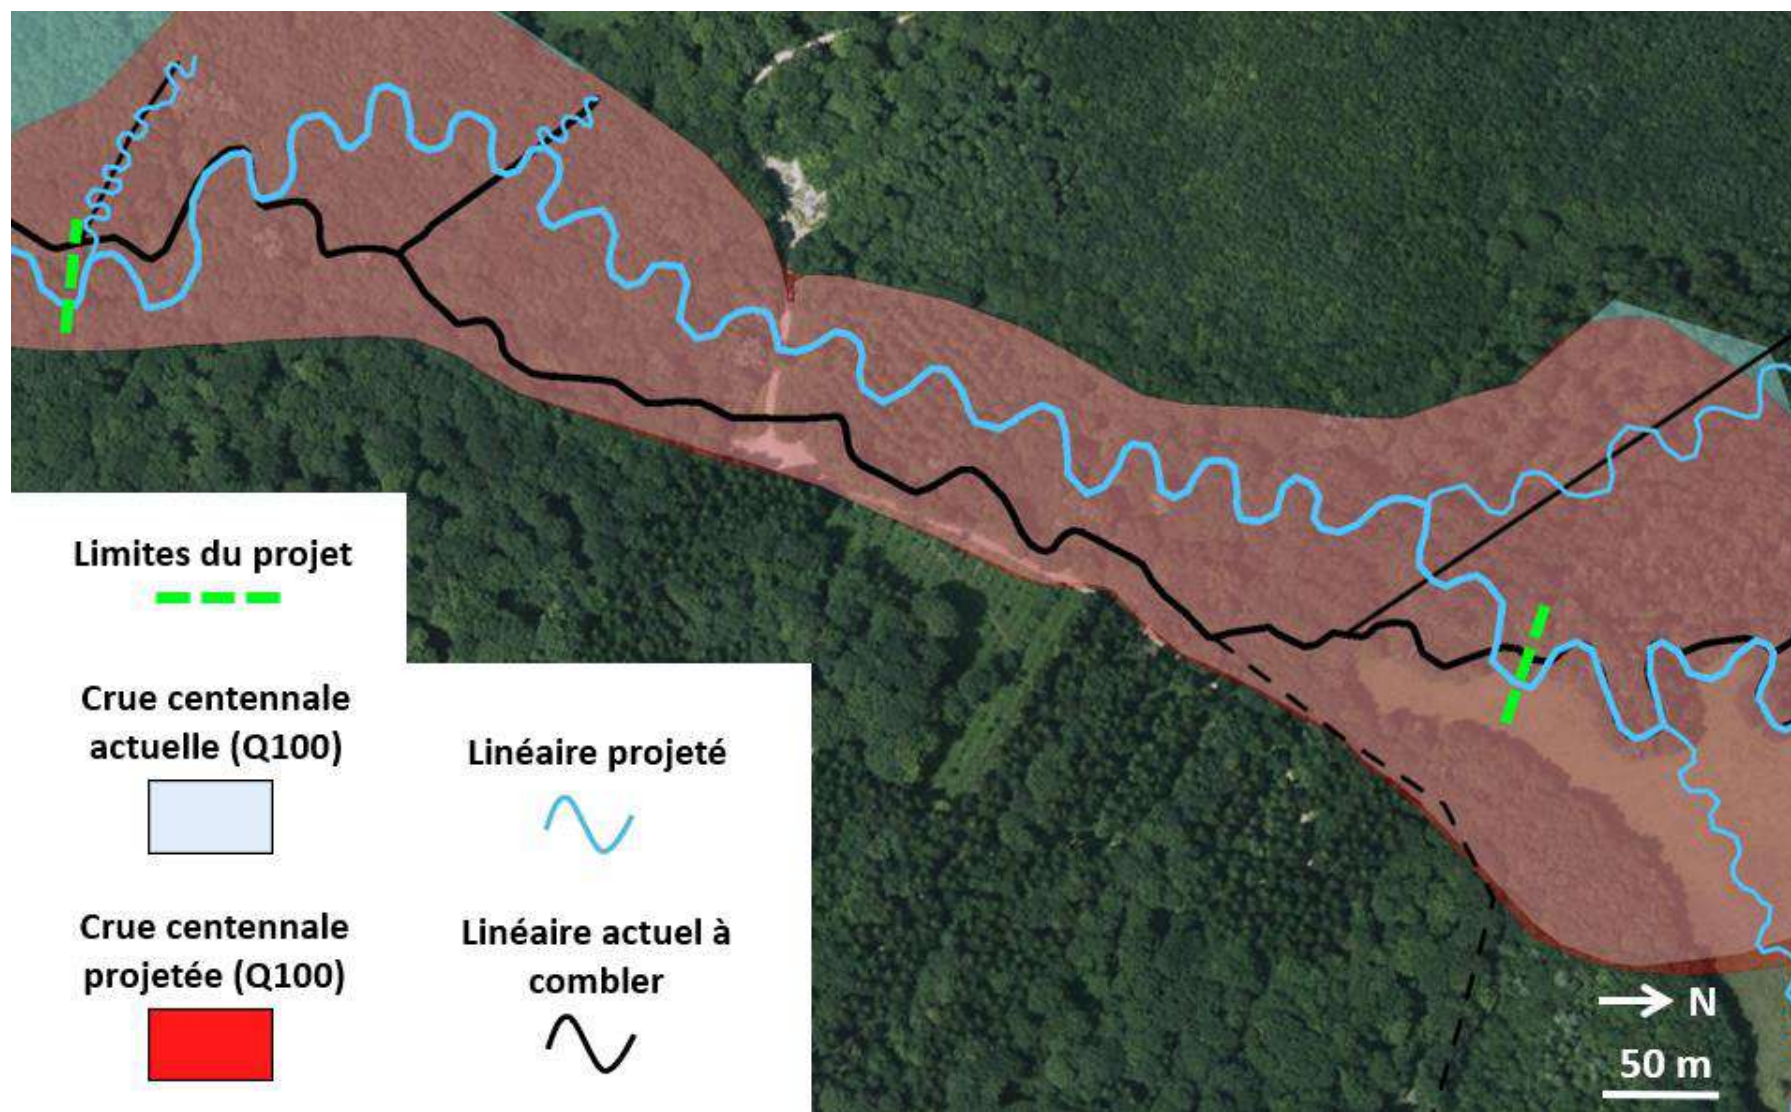 Limites du projet
Crue centennale
actuelle (Q100)
Linéaire projeté
Crue centennale
projetée (Q100)
Linéaire actuel à
combler
N
50 m